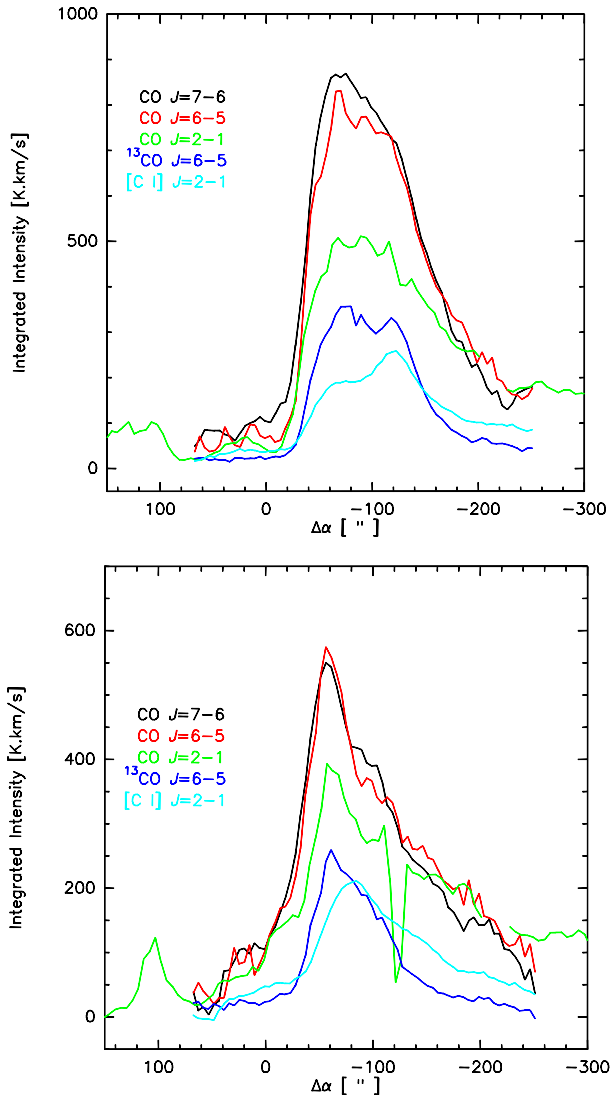 1000
500
0
Integrated Intensity [K.km/s]
CO J=7−6
CO J=6−5
CO J=2−1
¹³CO J=6−5
[C I] J=2−1
100 0 −100 −200 −300
Δα [ " ]
600
400
200
0
Integrated Intensity [K.km/s]
CO J=7−6
CO J=6−5
CO J=2−1
¹³CO J=6−5
[C I] J=2−1
100 0 −100 −200 −300
Δα [ " ]